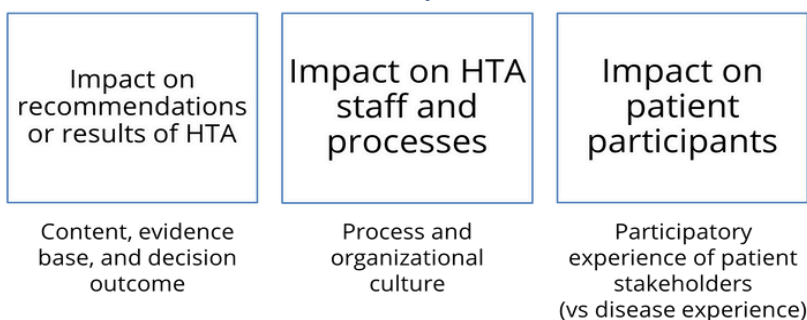 Impact on
recommendations
or results of HTA
Impact on HTA
staff and
processes
Impact on
patient
participants
Content, evidence
base, and decision
outcome
Process and
organizational
culture
Participatory
experience of patient
stakeholders
(vs disease experience)